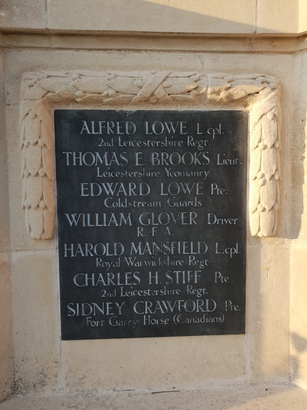 ALFRED LOWE L cpl.
2nd Leicestershire Regt.
THOMAS E. BROOKS Lieut.
Leicestershire Yeomanry
EDWARD LOWE Pte.
Coldstream Guards
WILLIAM GLOVER Driver
R. F. A.
HAROLD MANSFIELD L.cpl.
Royal Warwickshire Regt
CHARLES H. STIFF Pte.
2nd Leicestershire Regt.
SIDNEY CRAWFORD Pte.
Fort Garry Horse (Canadians)